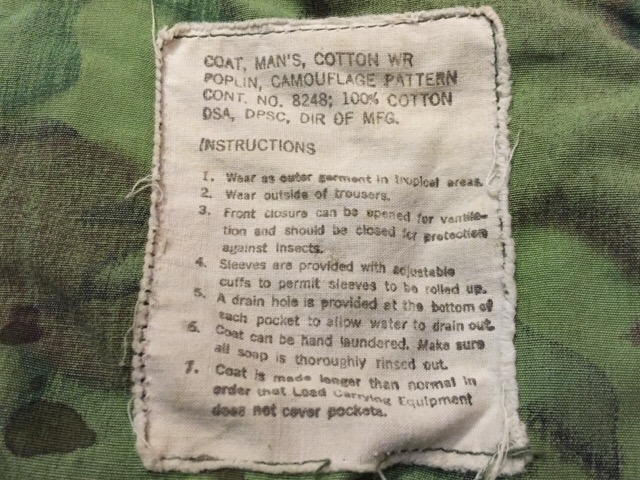 COAT, MAN'S, COTTON WR
POPLIN, CAMOUFLAGE PATTERN
CONT. NO. 8248; 100% COTTON
DSA, DPSC, DIR OF MFG.
INSTRUCTIONS
1. Wear as outer garment in tropical areas.
2. Wear outside of trousers.
3. Front closure can be opened for ventila-
tion and should be closed for protection
against insects.
4. Sleeves are provided with adjustable
cuffs to permit sleeves to be rolled up.
5. A drain hole is provided at the bottom of
each pocket to allow water to drain out.
6. Coat can be hand laundered. Make sure
all soap is thoroughly rinsed out.
7. Coat is made longer than normal in
order that Load Carrying Equipment
does not cover pockets.